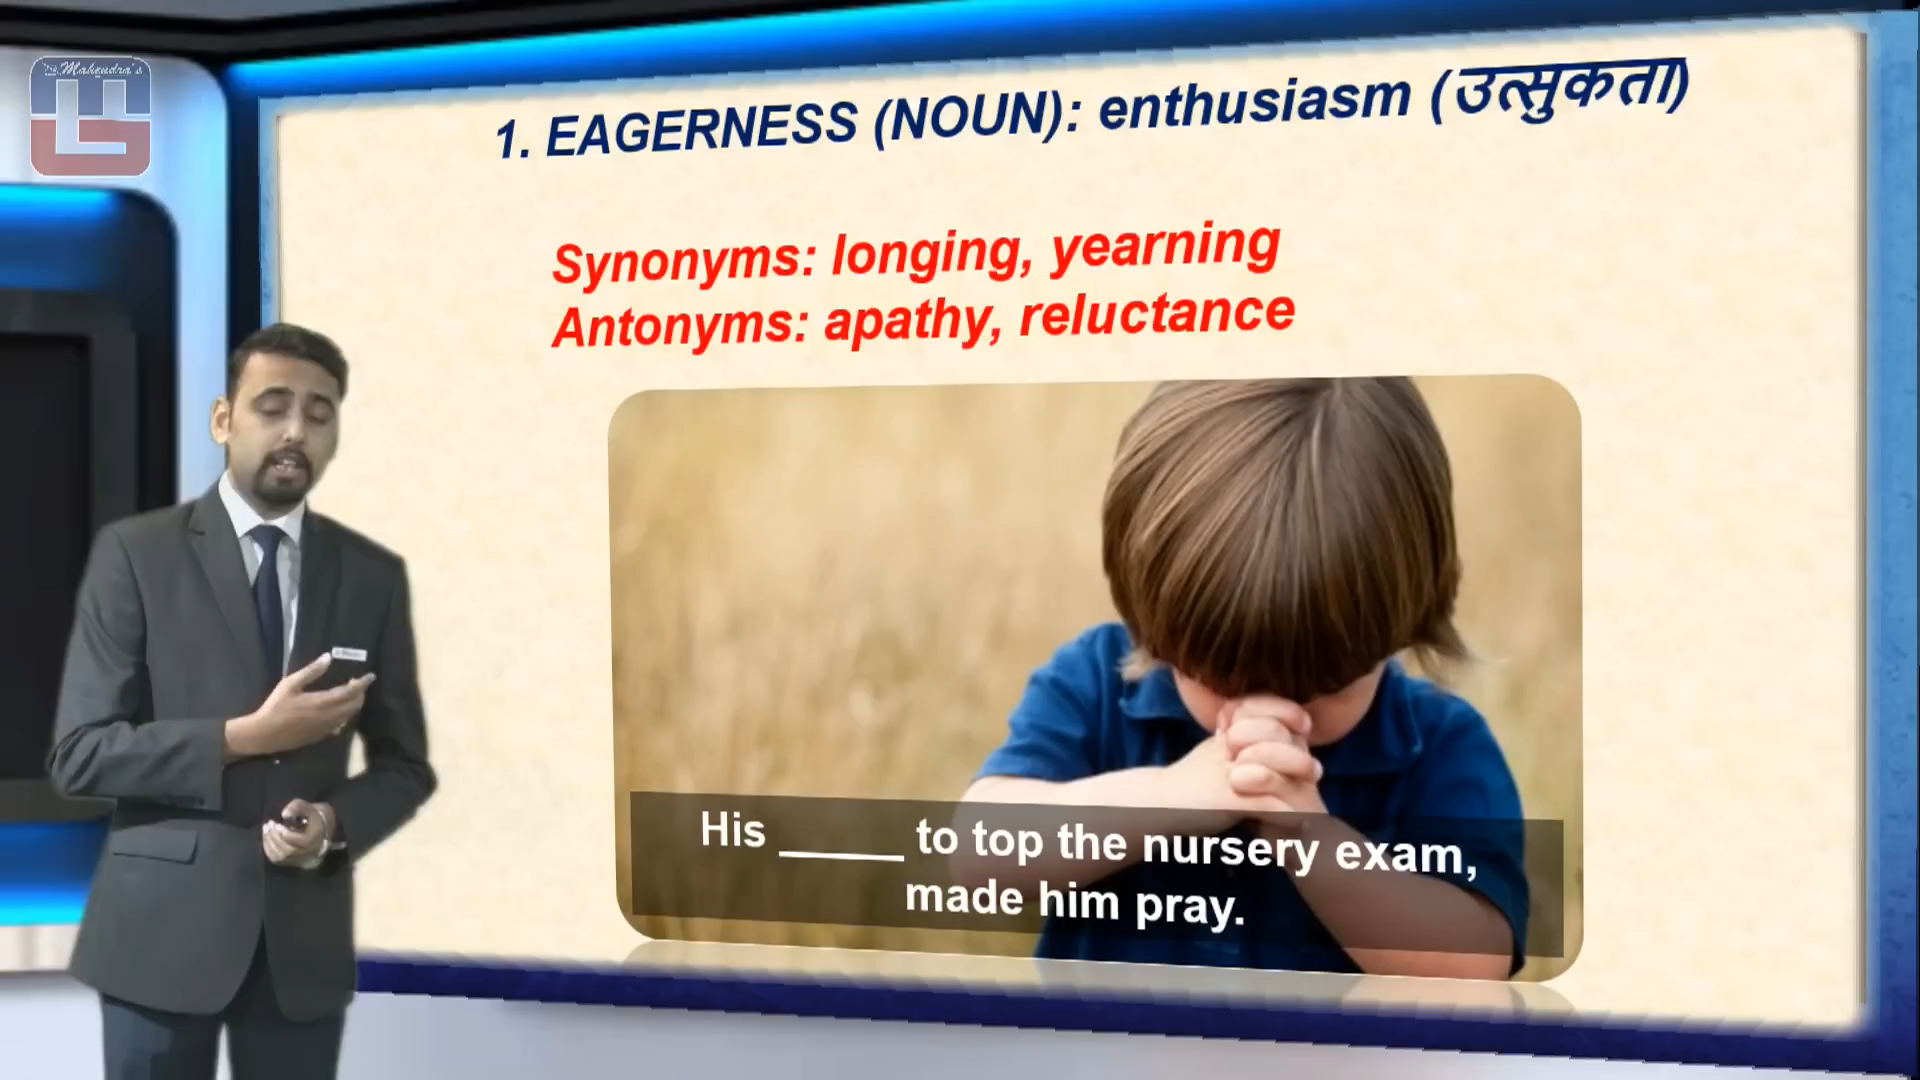 Mahendra's
1. EAGERNESS (NOUN): enthusiasm (उत्सुकता)
Synonyms: longing, yearning
Antonyms: apathy, reluctance
His _____ to top the nursery exam,
made him pray.